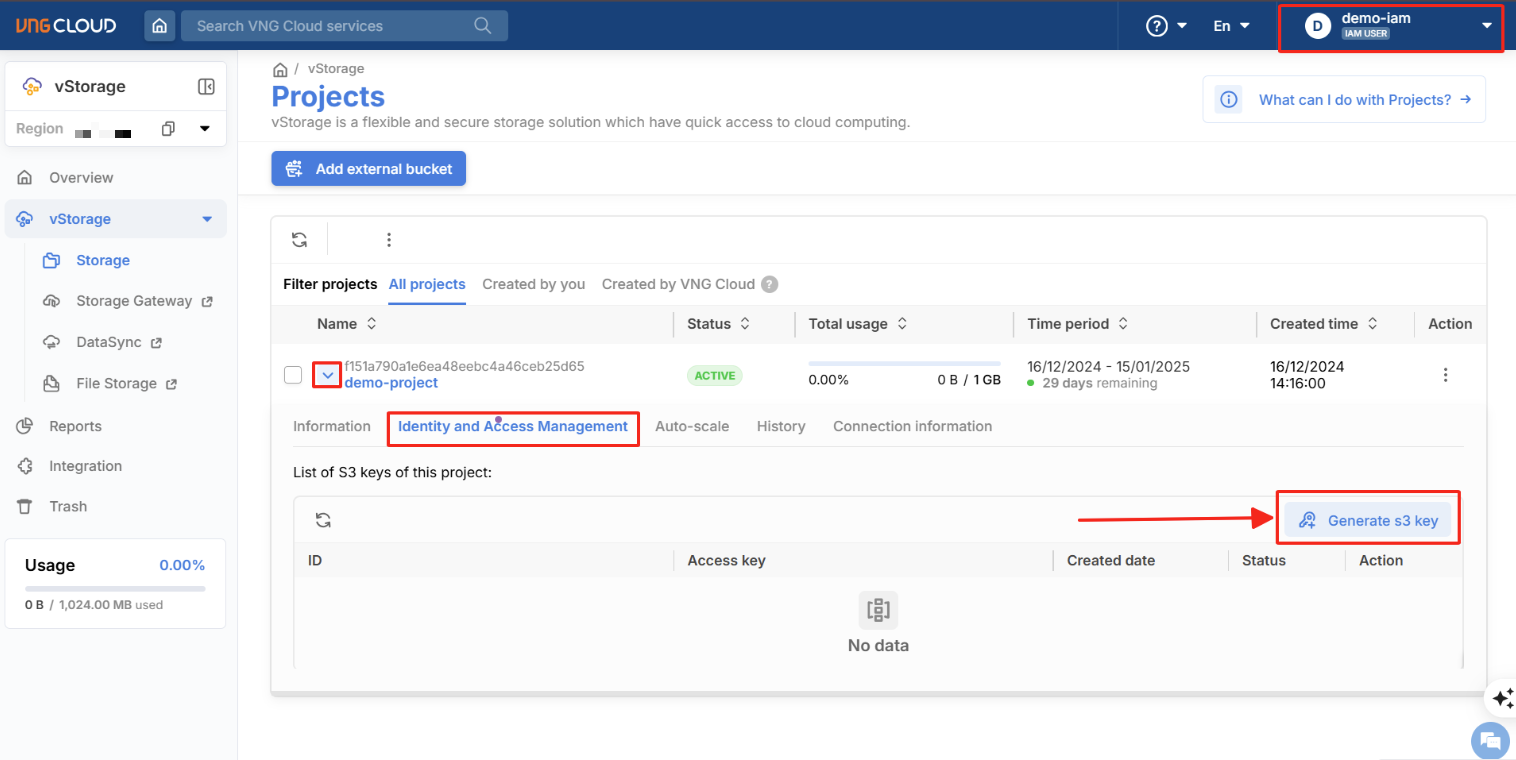 VNG CLOUD
Search VNG Cloud services
?
En
D
demo-iam
IAM USER
vStorage
Region
Overview
vStorage
Storage
Storage Gateway
DataSync
File Storage
Reports
Integration
Trash
Usage 0.00%
0 B / 1,024.00 MB used
/ vStorage
Projects
vStorage is a flexible and secure storage solution which have quick access to cloud computing.
What can I do with Projects?
Add external bucket
Filter projects All projects Created by you Created by VNG Cloud ?
Name Status Total usage Time period Created time Action
f151a790a1e6ea48eebc4a46ceb25d65
demo-project
ACTIVE
0.00% 0 B / 1 GB
16/12/2024 - 15/01/2025
29 days remaining
16/12/2024
14:16:00
Information Identity and Access Management Auto-scale History Connection information
List of S3 keys of this project:
Generate s3 key
ID Access key Created date Status Action
No data